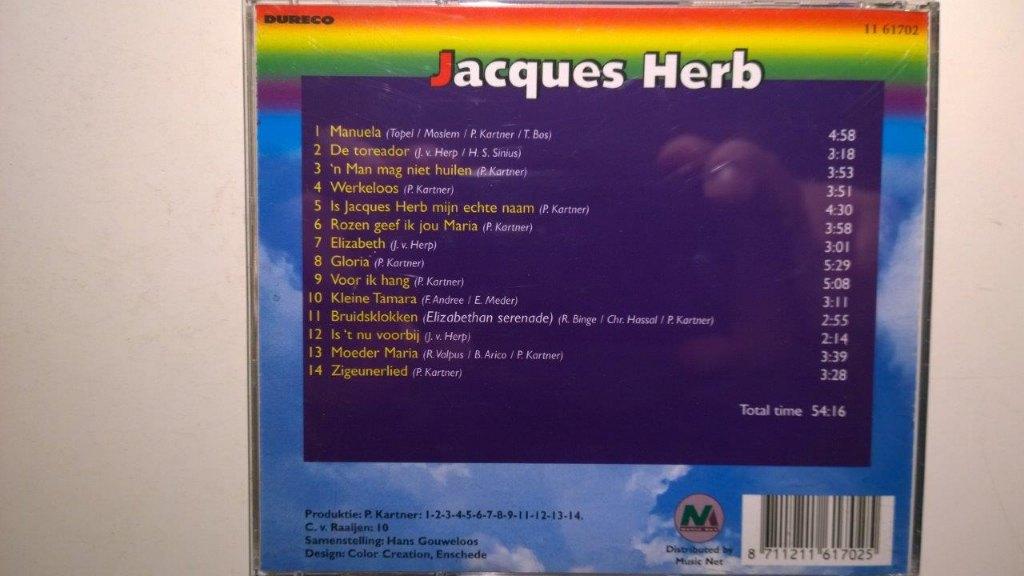 DURECO
11 61702
Jacques Herb
1 Manuela (Topel / Moslem / P. Kartner / T. Bos) 4:58
2 De toreador (J. v. Herp / H. S. Sinius) 3:18
3 'n Man mag niet huilen (P. Kartner) 3:53
4 Werkeloos (P. Kartner) 3:51
5 Is Jacques Herb mijn echte naam (P. Kartner) 4:30
6 Rozen geef ik jou Maria (P. Kartner) 3:58
7 Elizabeth (J. v. Herp) 3:01
8 Gloria (P. Kartner) 5:29
9 Voor ik hang (P. Kartner) 5:08
10 Kleine Tamara (F. Andree / E. Meder) 3:11
11 Bruidsklokken (Elizabethan serenade) (R. Binge / Chr. Hassal / P. Kartner) 2:55
12 Is 't nu voorbij (J. v. Herp) 2:14
13 Moeder Maria (R. Valpus / B. Arico / P. Kartner) 3:39
14 Zigeunerlied (P. Kartner) 3:28
Total time 54:16
Produktie: P. Kartner: 1-2-3-4-5-6-7-8-9-11-12-13-14.
C. v. Raaijen: 10
Samenstelling: Hans Gouweloos
Design: Color Creation, Enschede
Distributed by
Music Net
8 711211 617025